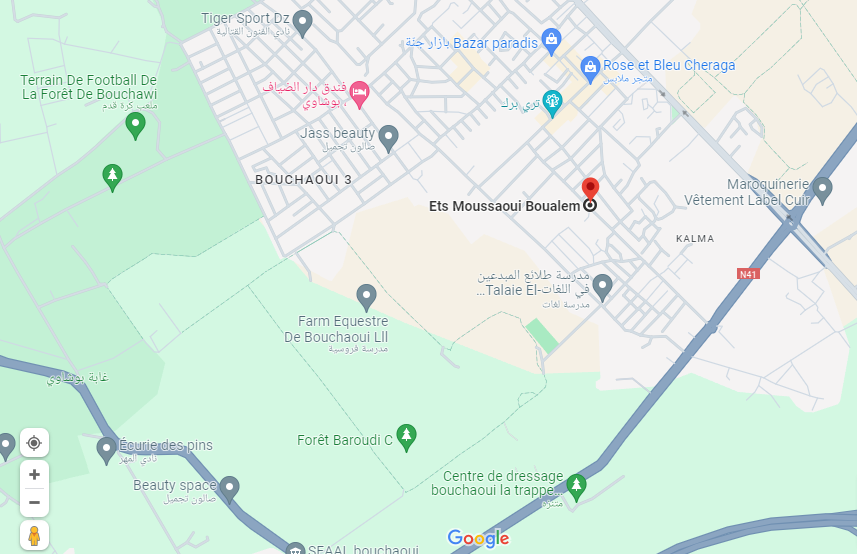 Tiger Sport Dz
نادي الفنون القتالية
بازار جنّة Bazar paradis
Rose et Bleu Cheraga
متجر ملابس
Terrain De Football De
La Forêt De Bouchawi
ملعب كرة قدم
فندق دار الضياف
، بوشاوي
تري برك
Jass beauty
صالون تجميل
BOUCHAOUI 3
Maroquinerie
Vêtement Label Cuir
Ets Moussaoui Boualem
KALMA
N41
مدرسة طلائع المبدعين
في اللغات-Talaie El...
مدرسة لغات
Farm Equestre
De Bouchaoui Lll
مدرسة فروسية
غابة بوشاوي
Forêt Baroudi C
Écurie des pins
نادي المهر
Beauty space
صالون تجميل
Centre de dressage
bouchaoui la trappe...
منتزه
SEAAL bouchaoui
Google